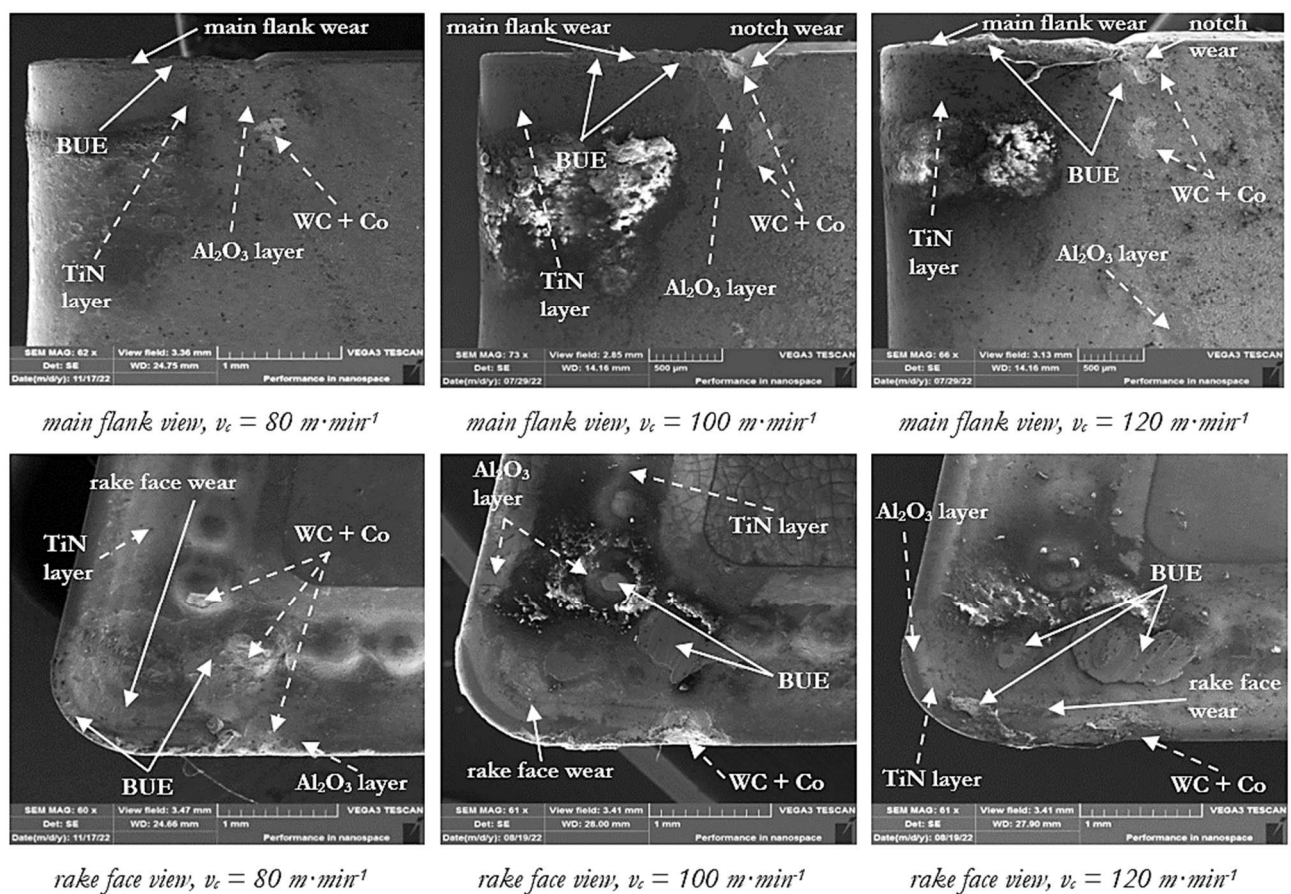 main flank wear
BUE
TiN
layer
Al₂O₃ layer
WC + Co
SEM MAG: 62 x View field: 3.36 mm
Det: SE WD: 24.75 mm 1 mm VEGA3 TESCAN
Date(m/d/y): 11/17/22 Performance in nanospace
main flank view, v_c = 80 m·min⁻¹
main flank wear notch wear
BUE
WC + Co
TiN
layer
Al₂O₃ layer
SEM MAG: 73 x View field: 2.85 mm
Det: SE WD: 14.16 mm 500 µm VEGA3 TESCAN
Date(m/d/y): 07/29/22 Performance in nanospace
main flank view, v_c = 100 m·min⁻¹
main flank wear notch
wear
BUE
WC + Co
TiN
layer
Al₂O₃ layer
SEM MAG: 66 x View field: 3.13 mm
Det: SE WD: 14.16 mm 500 µm VEGA3 TESCAN
Date(m/d/y): 07/29/22 Performance in nanospace
main flank view, v_c = 120 m·min⁻¹
rake face wear
WC + Co
TiN
layer
BUE
Al₂O₃ layer
SEM MAG: 60 x View field: 3.47 mm
Det: SE WD: 24.66 mm 1 mm VEGA3 TESCAN
Date(m/d/y): 11/17/22 Performance in nanospace
rake face view, v_c = 80 m·min⁻¹
Al₂O₃
layer
TiN layer
BUE
rake face wear
WC + Co
SEM MAG: 61 x View field: 3.41 mm
Det: SE WD: 28.00 mm 1 mm VEGA3 TESCAN
Date(m/d/y): 08/19/22 Performance in nanospace
rake face view, v_c = 100 m·min⁻¹
Al₂O₃ layer
BUE
rake face
wear
TiN layer
WC + Co
SEM MAG: 61 x View field: 3.41 mm
Det: SE WD: 27.90 mm 1 mm VEGA3 TESCAN
Date(m/d/y): 08/19/22 Performance in nanospace
rake face view, v_c = 120 m·min⁻¹